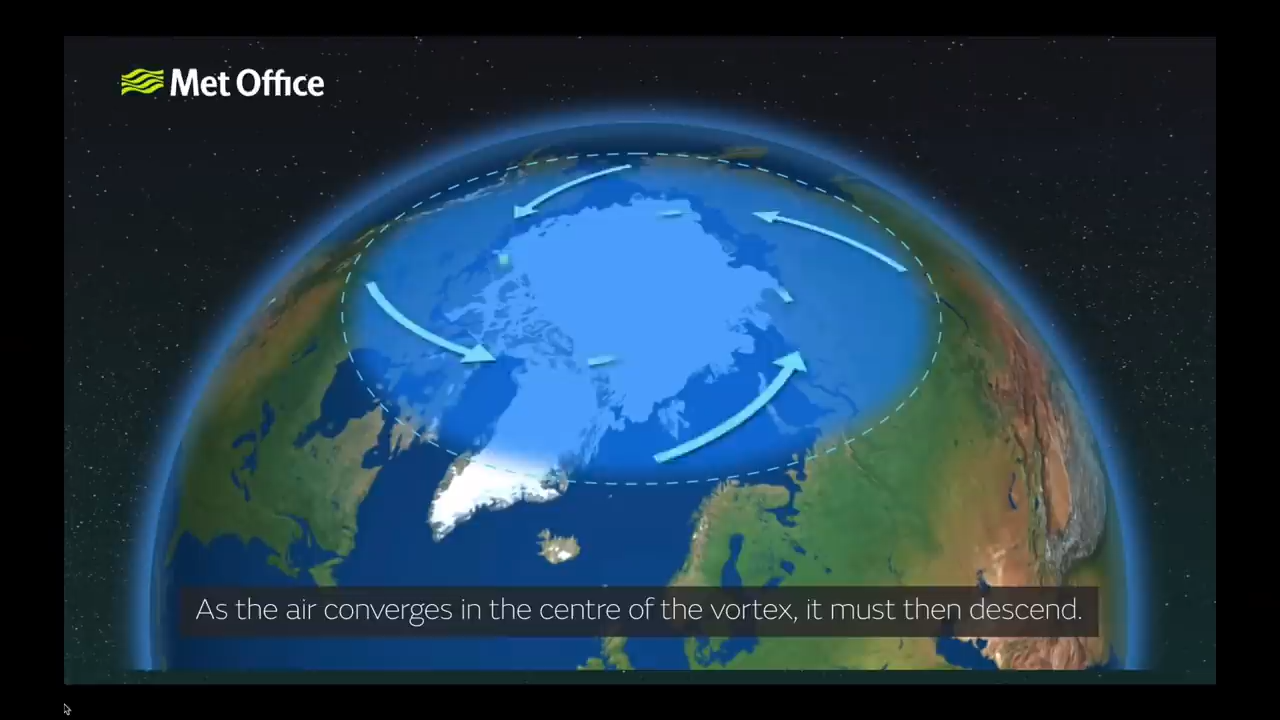 Met Office
As the air converges in the centre of the vortex, it must then descend.